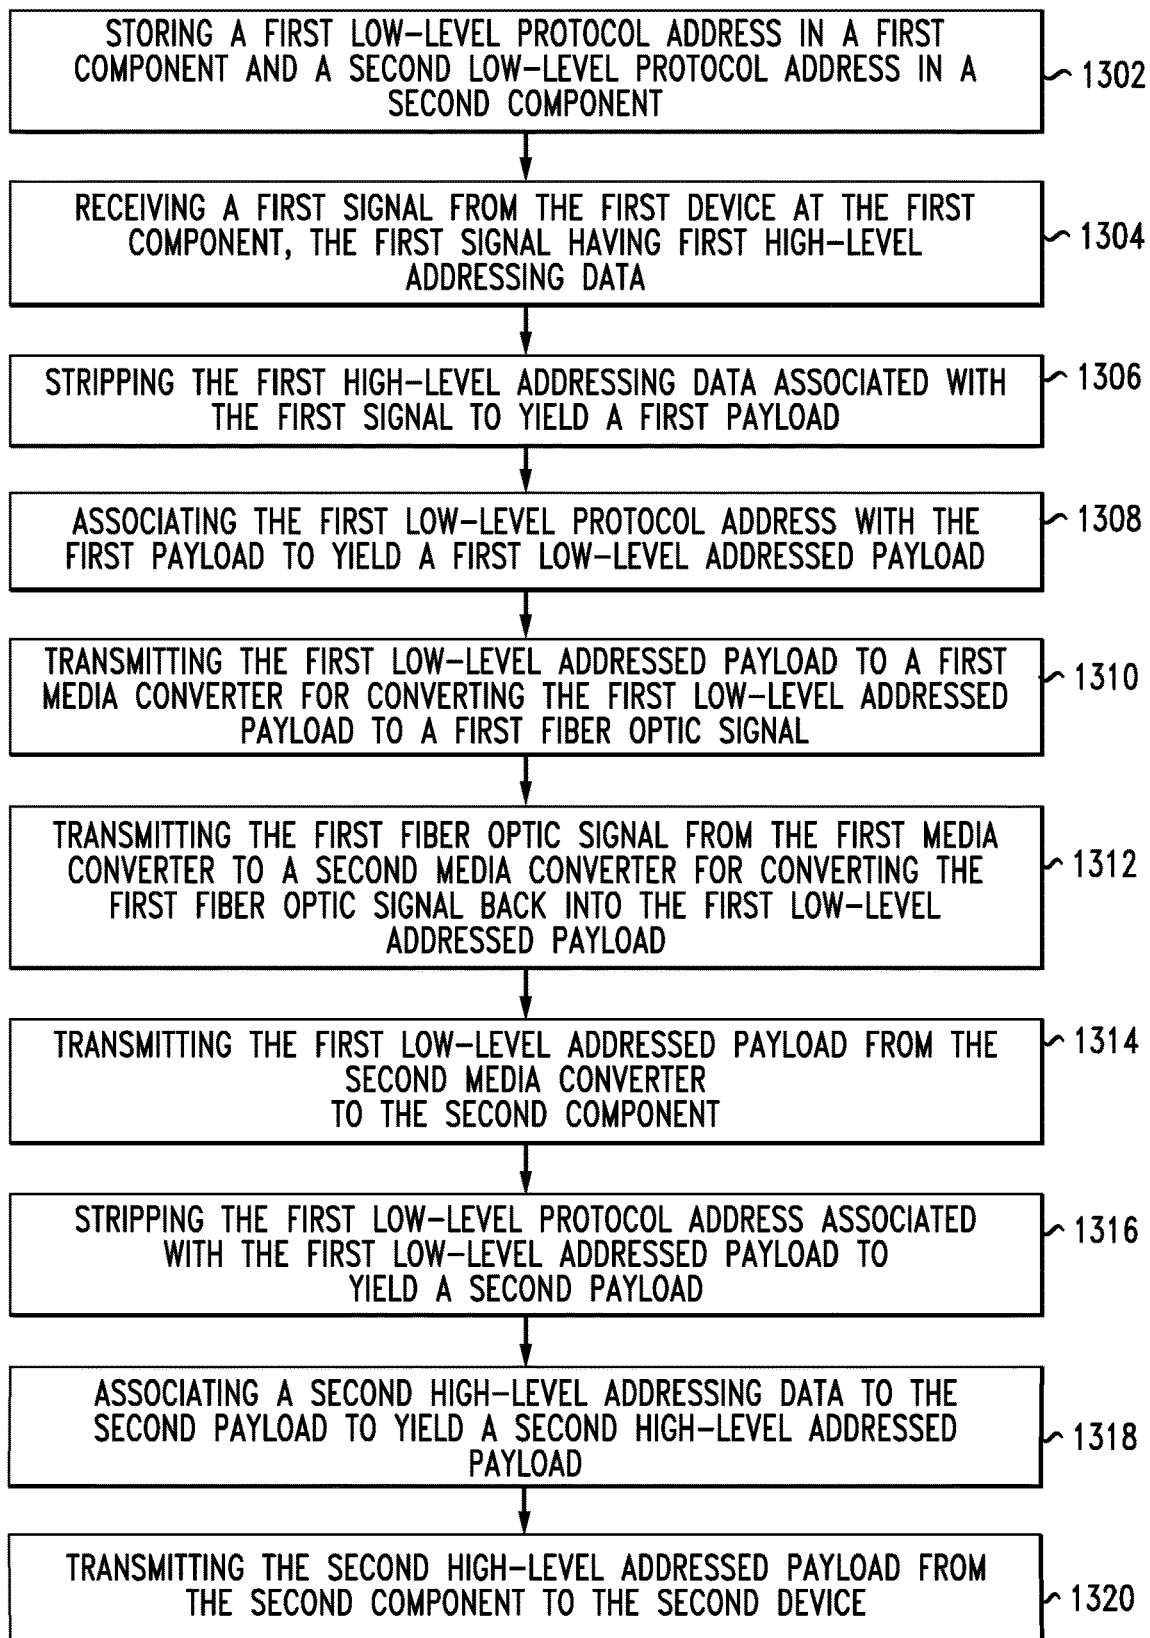 STORING A FIRST LOW-LEVEL PROTOCOL ADDRESS IN A FIRST
COMPONENT AND A SECOND LOW-LEVEL PROTOCOL ADDRESS IN A
SECOND COMPONENT
1302
RECEIVING A FIRST SIGNAL FROM THE FIRST DEVICE AT THE FIRST
COMPONENT, THE FIRST SIGNAL HAVING FIRST HIGH-LEVEL
ADDRESSING DATA
1304
STRIPPING THE FIRST HIGH-LEVEL ADDRESSING DATA ASSOCIATED WITH
THE FIRST SIGNAL TO YIELD A FIRST PAYLOAD
1306
ASSOCIATING THE FIRST LOW-LEVEL PROTOCOL ADDRESS WITH THE
FIRST PAYLOAD TO YIELD A FIRST LOW-LEVEL ADDRESSED PAYLOAD
1308
TRANSMITTING THE FIRST LOW-LEVEL ADDRESSED PAYLOAD TO A FIRST
MEDIA CONVERTER FOR CONVERTING THE FIRST LOW-LEVEL ADDRESSED
PAYLOAD TO A FIRST FIBER OPTIC SIGNAL
1310
TRANSMITTING THE FIRST FIBER OPTIC SIGNAL FROM THE FIRST MEDIA
CONVERTER TO A SECOND MEDIA CONVERTER FOR CONVERTING THE
FIRST FIBER OPTIC SIGNAL BACK INTO THE FIRST LOW-LEVEL
ADDRESSED PAYLOAD
1312
TRANSMITTING THE FIRST LOW-LEVEL ADDRESSED PAYLOAD FROM THE
SECOND MEDIA CONVERTER
TO THE SECOND COMPONENT
1314
STRIPPING THE FIRST LOW-LEVEL PROTOCOL ADDRESS ASSOCIATED
WITH THE FIRST LOW-LEVEL ADDRESSED PAYLOAD TO
YIELD A SECOND PAYLOAD
1316
ASSOCIATING A SECOND HIGH-LEVEL ADDRESSING DATA TO THE
SECOND PAYLOAD TO YIELD A SECOND HIGH-LEVEL ADDRESSED
PAYLOAD
1318
TRANSMITTING THE SECOND HIGH-LEVEL ADDRESSED PAYLOAD FROM
THE SECOND COMPONENT TO THE SECOND DEVICE
1320